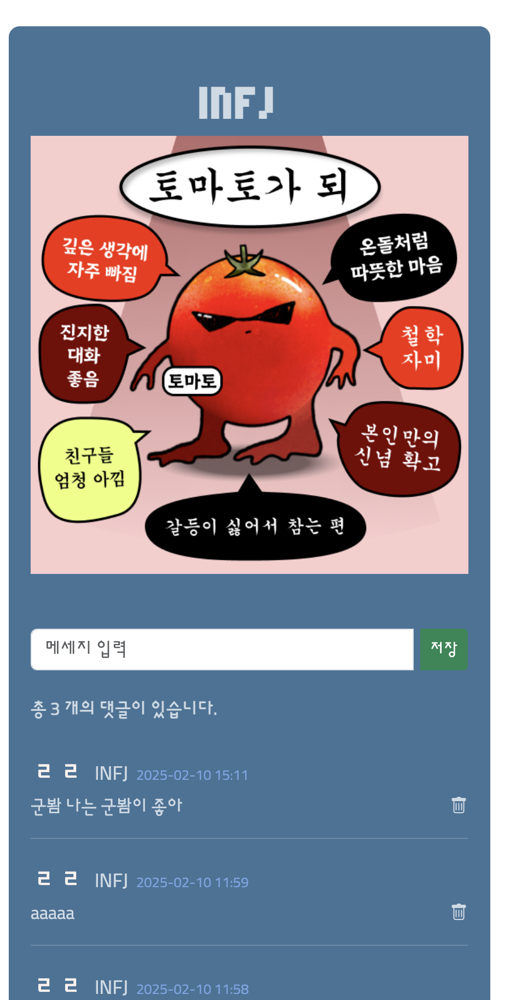 INFJ
토마토가 되
깊은 생각에
자주 빠짐
온돌처럼
따뜻한 마음
진지한
대화
좋음
철학
자미
토마토
친구들
엄청 아낌
본인만의
신념 확고
갈등이 싫어서 참는 편
메세지 입력
저장
총 3 개의 댓글이 있습니다.
ㄹ ㄹ INFJ 2025-02-10 15:11
군봠 나는 군봠이 좋아
ㄹ ㄹ INFJ 2025-02-10 11:59
aaaaa
ㄹ ㄹ INFJ 2025-02-10 11:58